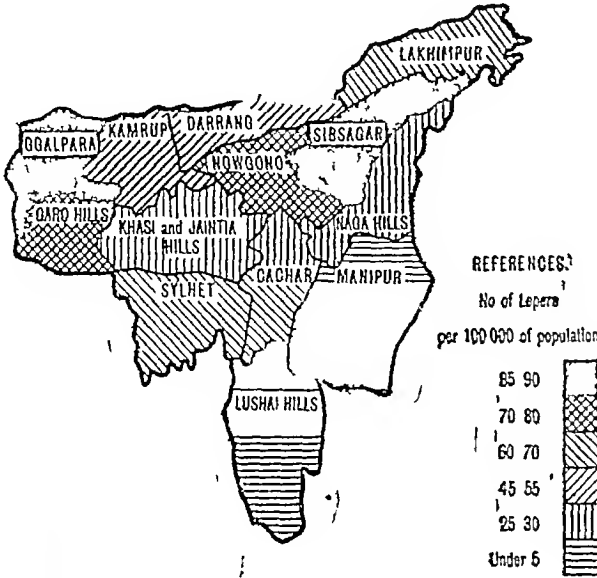 LAKHIMPUR
DARRANG
KAMRUP
GOALPARA
SIBSAGAR
NOWGONG
GARO HILLS
KHASI and JAINTIA
HILLS
NAGA HILLS
CACHAR
MANIPUR
SYLHET
LUSHAI HILLS
REFERENCES.
No of Lepers
per 100 000 of population
85 90
70 80
60 70
45 55
25 30
Under 5